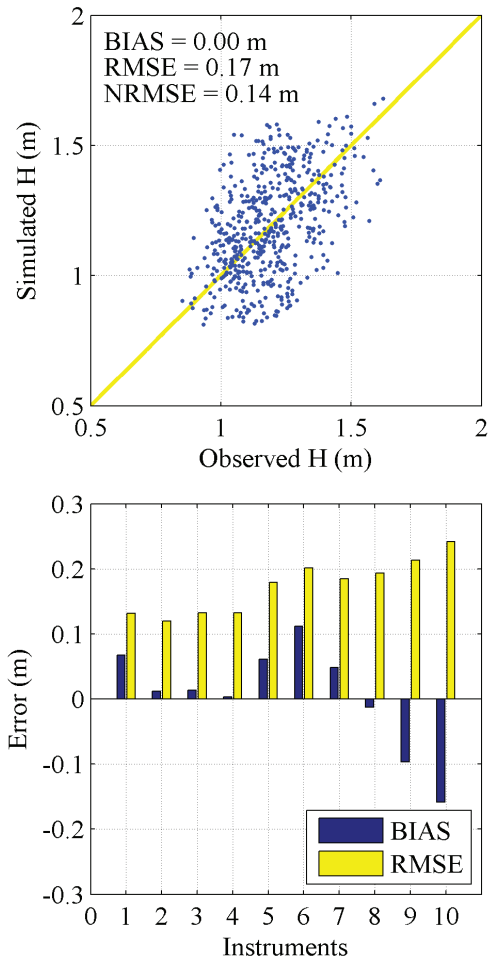 BIAS = 0.00 m
RMSE = 0.17 m
NRMSE = 0.14 m
2
1.5
1
0.5
Simulated H (m)
0.5 1 1.5 2
Observed H (m)
0.3
0.2
0.1
0
-0.1
-0.2
-0.3
Error (m)
BIAS
RMSE
0 1 2 3 4 5 6 7 8 9 10
Instruments